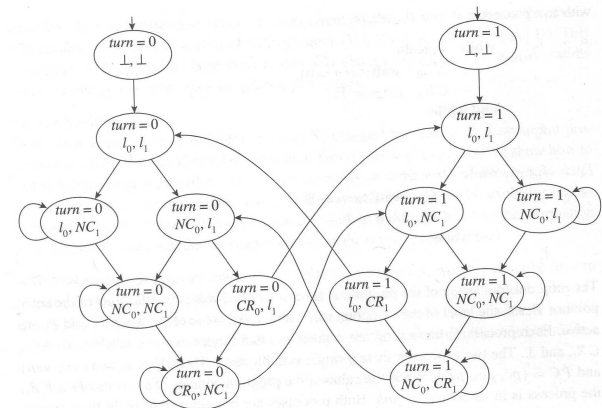 turn = 0
⊥, ⊥
turn = 1
⊥, ⊥
turn = 0
l₀, l₁
turn = 1
l₀, l₁
turn = 0
l₀, NC₁
turn = 0
NC₀, l₁
turn = 1
l₀, NC₁
turn = 1
NC₀, l₁
turn = 0
NC₀, NC₁
turn = 0
CR₀, l₁
turn = 1
l₀, CR₁
turn = 1
NC₀, NC₁
turn = 0
CR₀, NC₁
turn = 1
NC₀, CR₁